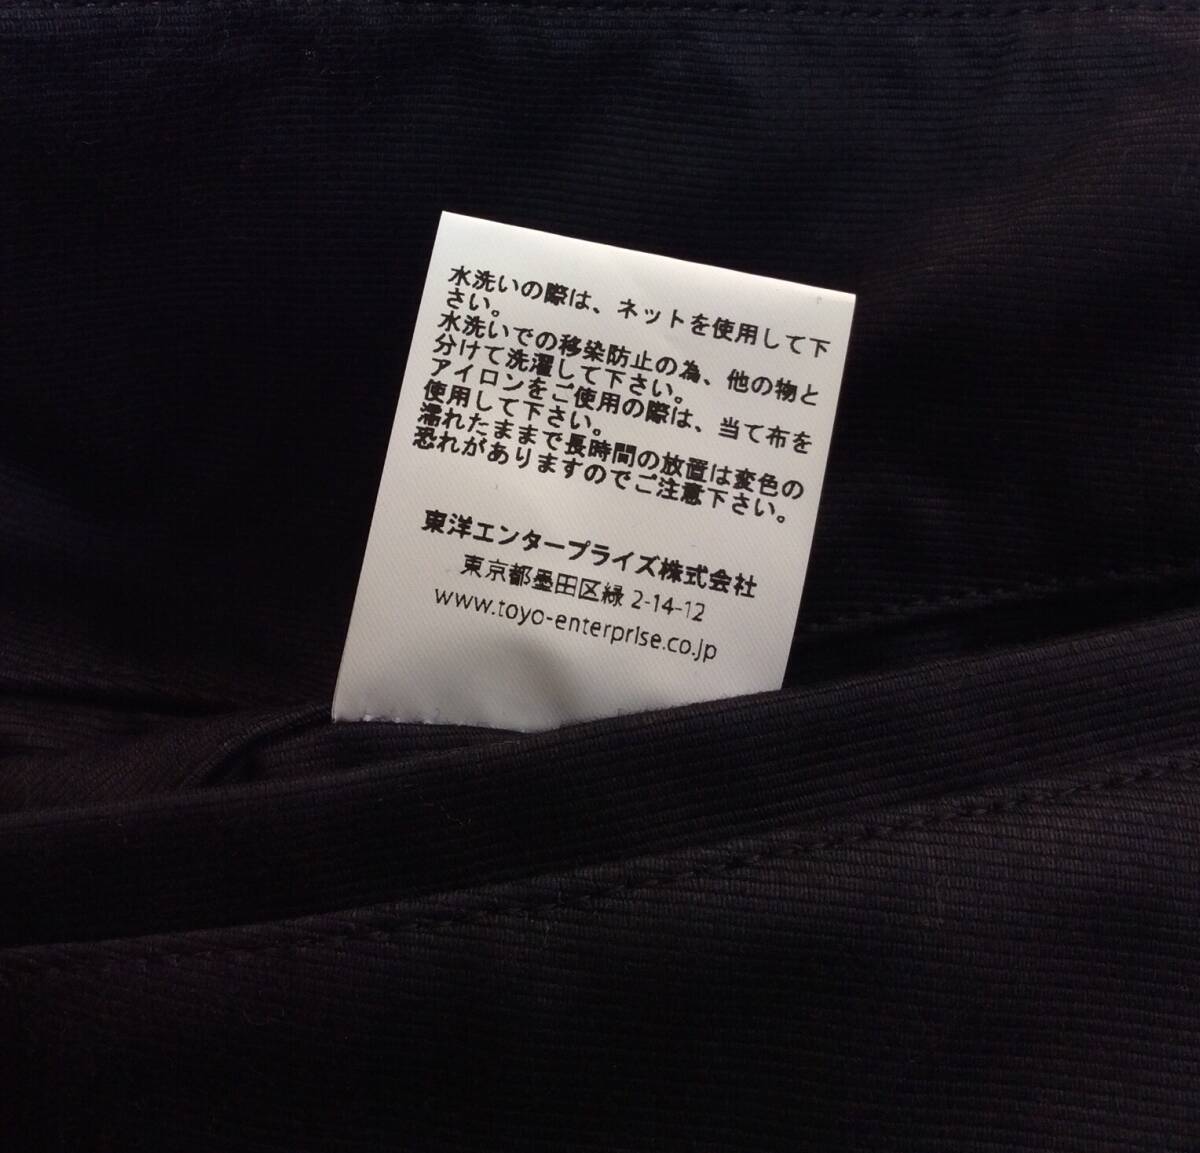 水洗いの際は、ネットを使用して下
さい。
水洗いでの移染防止の為、他の物と
分けて洗濯して下さい。
アイロンをご使用の際は、当て布を
使用して下さい。
濡れたままで長時間の放置は変色の
恐れがありますのでご注意下さい。
東洋エンタープライズ株式会社
東京都墨田区緑 2-14-12
www.toyo-enterprise.co.jp